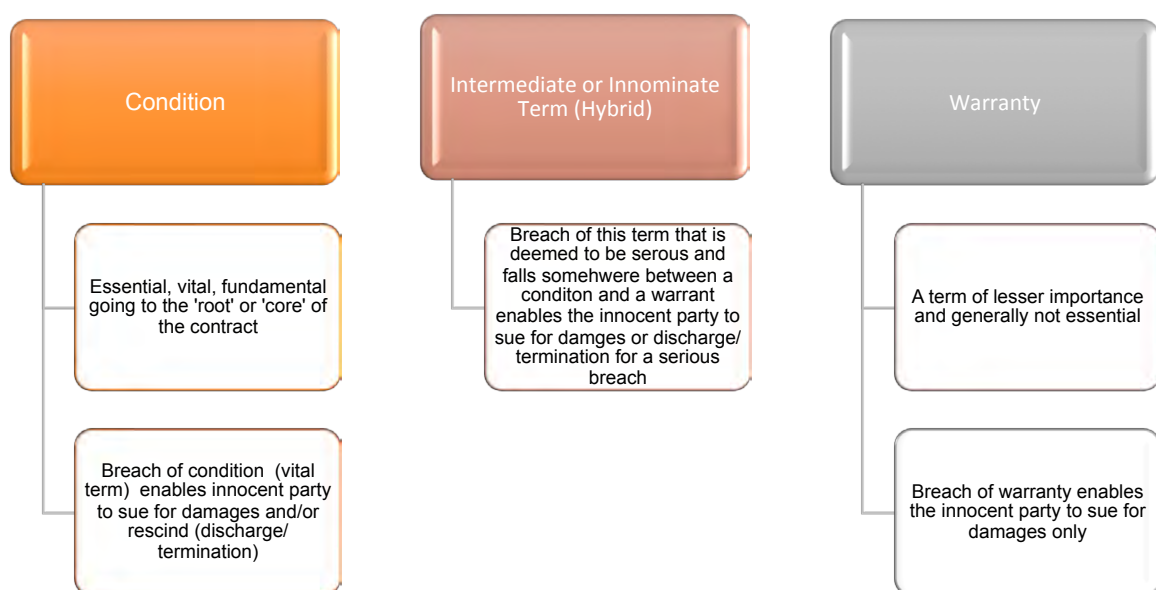 Condition
Essential, vital, fundamental
going to the 'root' or 'core' of
the contract
Breach of condition (vital
term) enables innocent party
to sue for damages and/or
rescind (discharge/
termination)
Intermediate or Innominate
Term (Hybrid)
Breach of this term that is
deemed to be serous and
falls somehwere between a
conditon and a warrant
enables the innocent party to
sue for damges or discharge/
termination for a serious
breach
Warranty
A term of lesser importance
and generally not essential
Breach of warranty enables
the innocent party to sue for
damages only